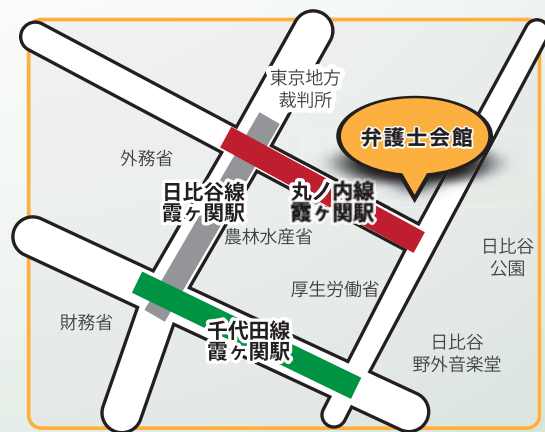 東京地方
裁判所
弁護士会館
外務省
日比谷線
霞ヶ関駅
丸ノ内線
霞ヶ関駅
農林水産省
日比谷
公園
厚生労働省
財務省
千代田線
霞ヶ関駅
日比谷
野外音楽堂